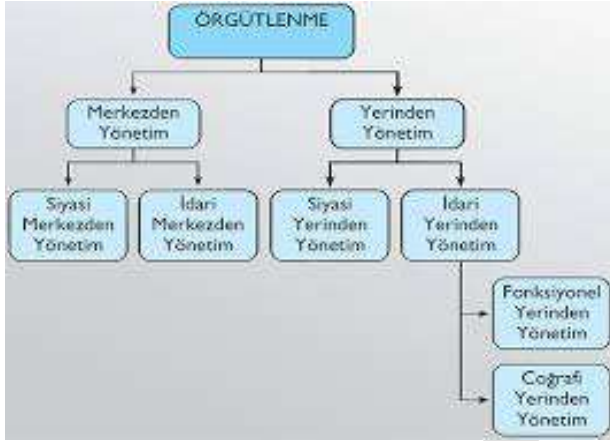 ÖRGÜTLENME
Merkezden
Yönetim
Yerinden
Yönetim
Siyasi
Merkezden
Yönetim
İdari
Merkezden
Yönetim
Siyasi
Yerinden
Yönetim
İdari
Yerinden
Yönetim
Fonksiyonel
Yerinden
Yönetim
Coğrafi
Yerinden
Yönetim